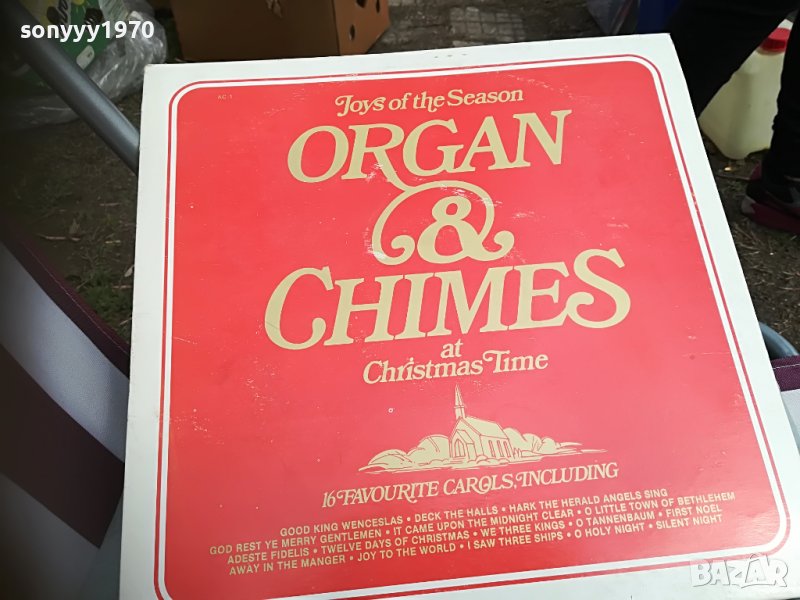 sonyyy1970
AC-1
Joys of the Season
ORGAN
&
CHIMES
at
Christmas Time
16 FAVOURITE CAROLS, INCLUDING
GOOD KING WENCESLAS • DECK THE HALLS • HARK THE HERALD ANGELS SING
GOD REST YE MERRY GENTLEMEN • IT CAME UPON THE MIDNIGHT CLEAR • O LITTLE TOWN OF BETHLEHEM
ADESTE FIDELIS • TWELVE DAYS OF CHRISTMAS • WE THREE KINGS • O TANNENBAUM • FIRST NOEL
AWAY IN THE MANGER • JOY TO THE WORLD • I SAW THREE SHIPS • O HOLY NIGHT • SILENT NIGHT
BAZAR